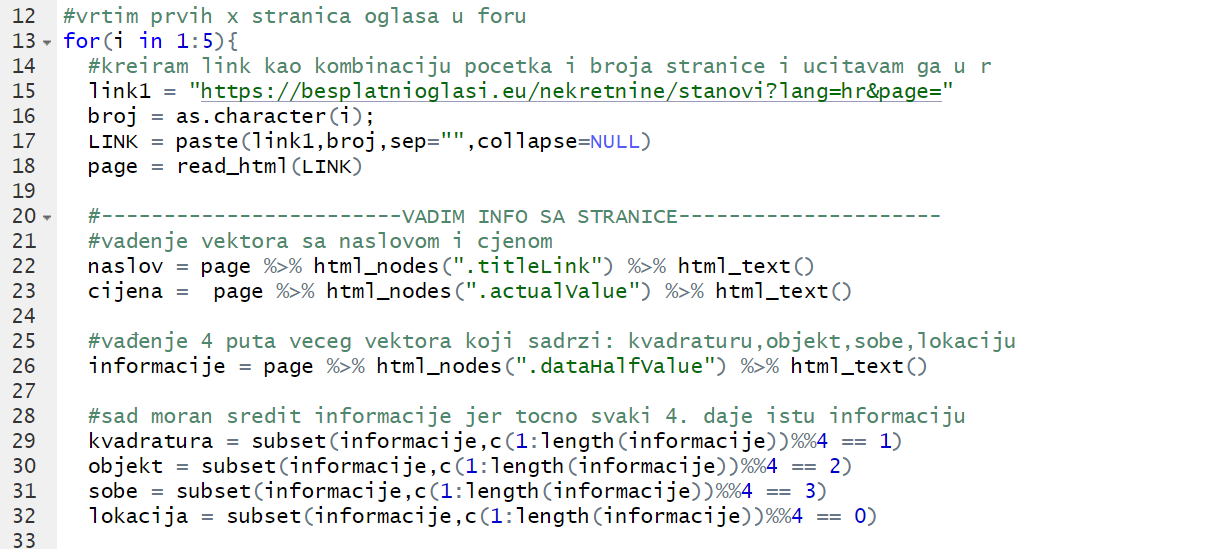 12 #vrtim prvih x stranica oglasa u foru
13 for(i in 1:5){
14 #kreiram link kao kombinaciju pocetka i broja stranice i ucitavam ga u r
15 link1 = "https://besplatnioglasi.eu/nekretnine/stanovi?lang=hr&page="
16 broj = as.character(i);
17 LINK = paste(link1,broj,sep="",collapse=NULL)
18 page = read_html(LINK)
19
20 #------------------------VADIM INFO SA STRANICE---------------------
21 #vadenje vektora sa naslovom i cjenom
22 naslov = page %>% html_nodes(".titleLink") %>% html_text()
23 cijena =  page %>% html_nodes(".actualValue") %>% html_text()
24
25 #vađenje 4 puta veceg vektora koji sadrzi: kvadraturu,objekt,sobe,lokaciju
26 informacije = page %>% html_nodes(".dataHalfValue") %>% html_text()
27
28 #sad moran sredit informacije jer tocno svaki 4. daje istu informaciju
29 kvadratura = subset(informacije,c(1:length(informacije))%%4 == 1)
30 objekt = subset(informacije,c(1:length(informacije))%%4 == 2)
31 sobe = subset(informacije,c(1:length(informacije))%%4 == 3)
32 lokacija = subset(informacije,c(1:length(informacije))%%4 == 0)
33